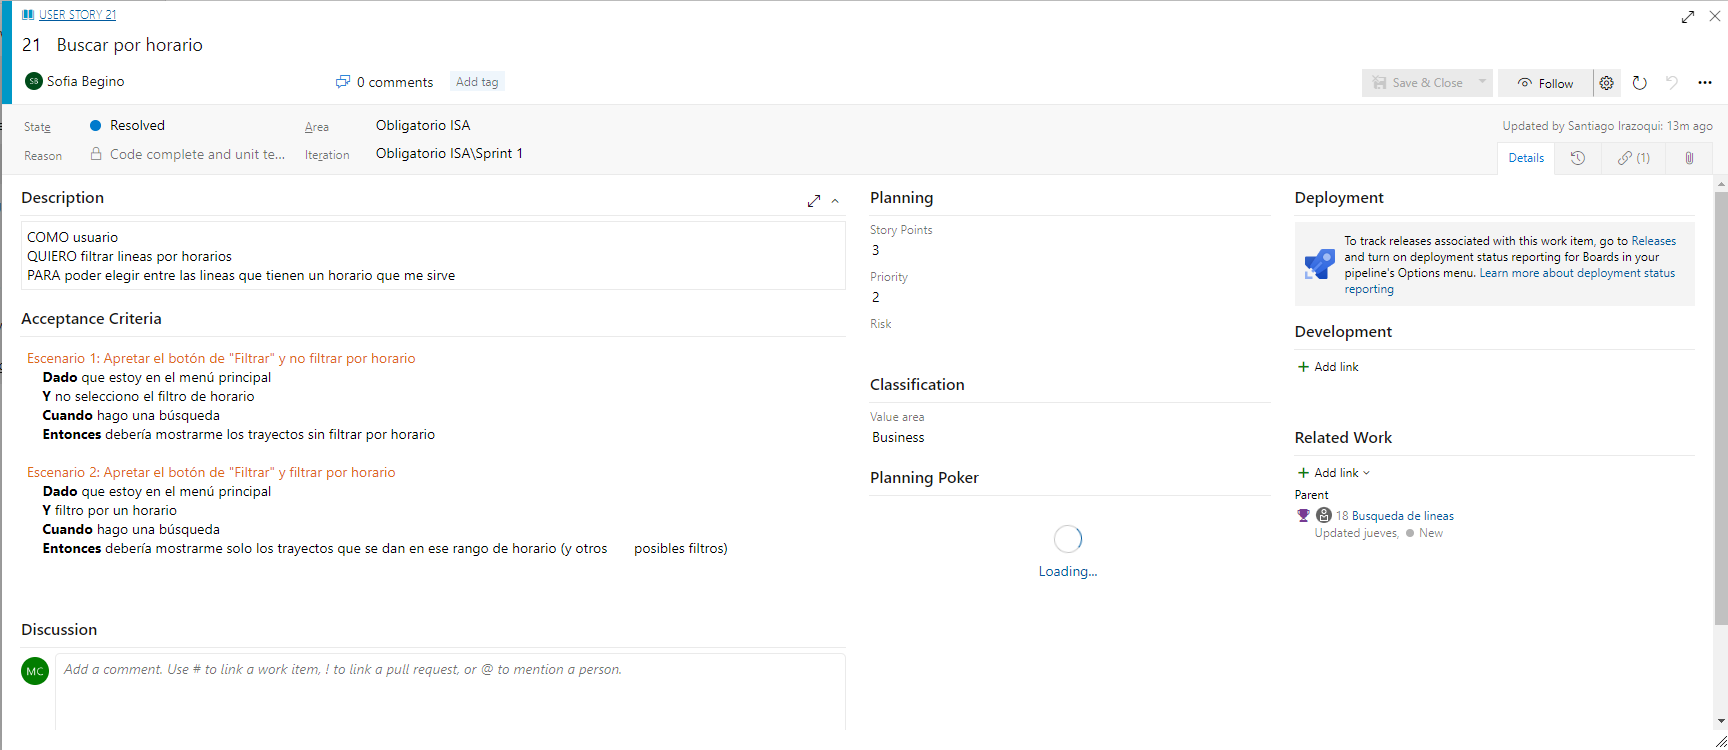 USER STORY 21
21 Buscar por horario
SB Sofia Begino
0 comments
Add tag
Save & Close
Follow
State
Resolved
Area
Obligatorio ISA
Updated by Santiago Irazoqui: 13m ago
Reason
Code complete and unit te...
Iteration
Obligatorio ISA\Sprint 1
Details
(1)
Description
COMO usuario
QUIERO filtrar lineas por horarios
PARA poder elegir entre las lineas que tienen un horario que me sirve
Acceptance Criteria
Escenario 1: Apretar el botón de "Filtrar" y no filtrar por horario
Dado que estoy en el menú principal
Y no selecciono el filtro de horario
Cuando hago una búsqueda
Entonces debería mostrarme los trayectos sin filtrar por horario
Escenario 2: Apretar el botón de "Filtrar" y filtrar por horario
Dado que estoy en el menú principal
Y filtro por un horario
Cuando hago una búsqueda
Entonces debería mostrarme solo los trayectos que se dan en ese rango de horario (y otros posibles filtros)
Discussion
MC
Add a comment. Use # to link a work item, ! to link a pull request, or @ to mention a person.
Planning
Story Points
3
Priority
2
Risk
Classification
Value area
Business
Planning Poker
Loading...
Deployment
To track releases associated with this work item, go to Releases
and turn on deployment status reporting for Boards in your
pipeline's Options menu. Learn more about deployment status
reporting
Development
+ Add link
Related Work
+ Add link
Parent
18 Busqueda de lineas
Updated jueves, New